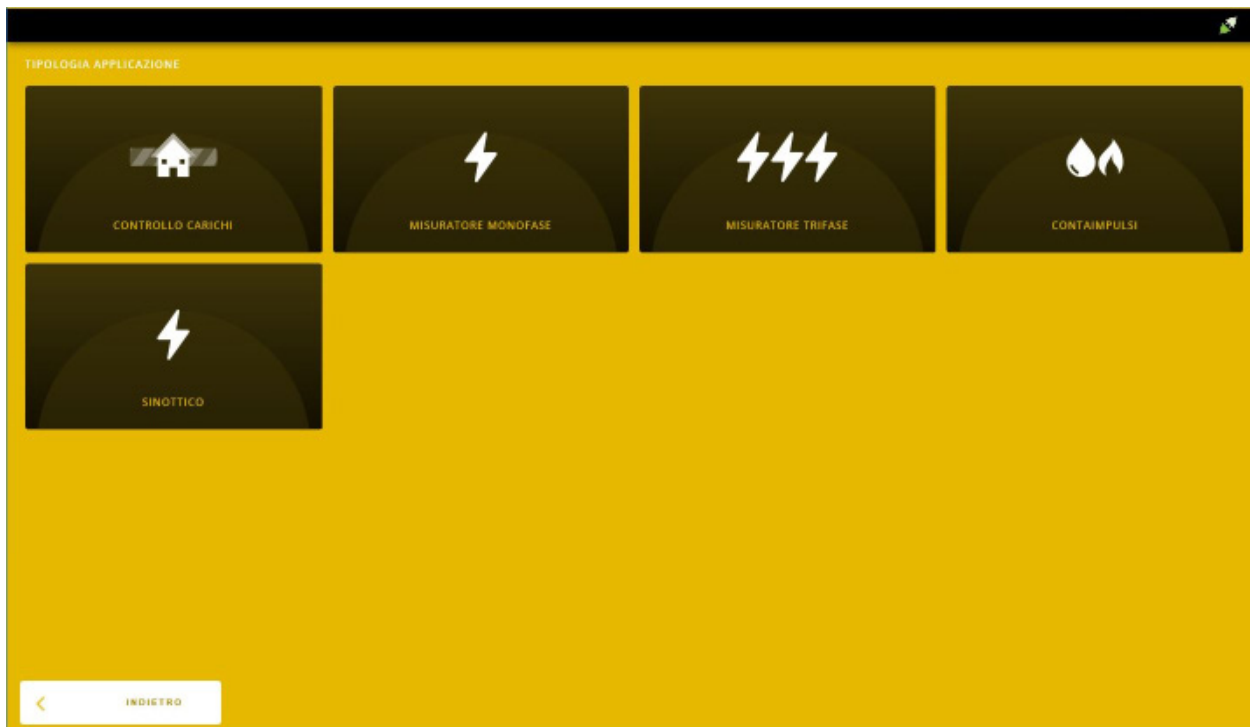 TIPOLOGIA APPLICAZIONE
CONTROLLO CARICHI
MISURATORE MONOFASE
MISURATORE TRIFASE
CONTAIMPULSI
SINOTTICO
INDIETRO